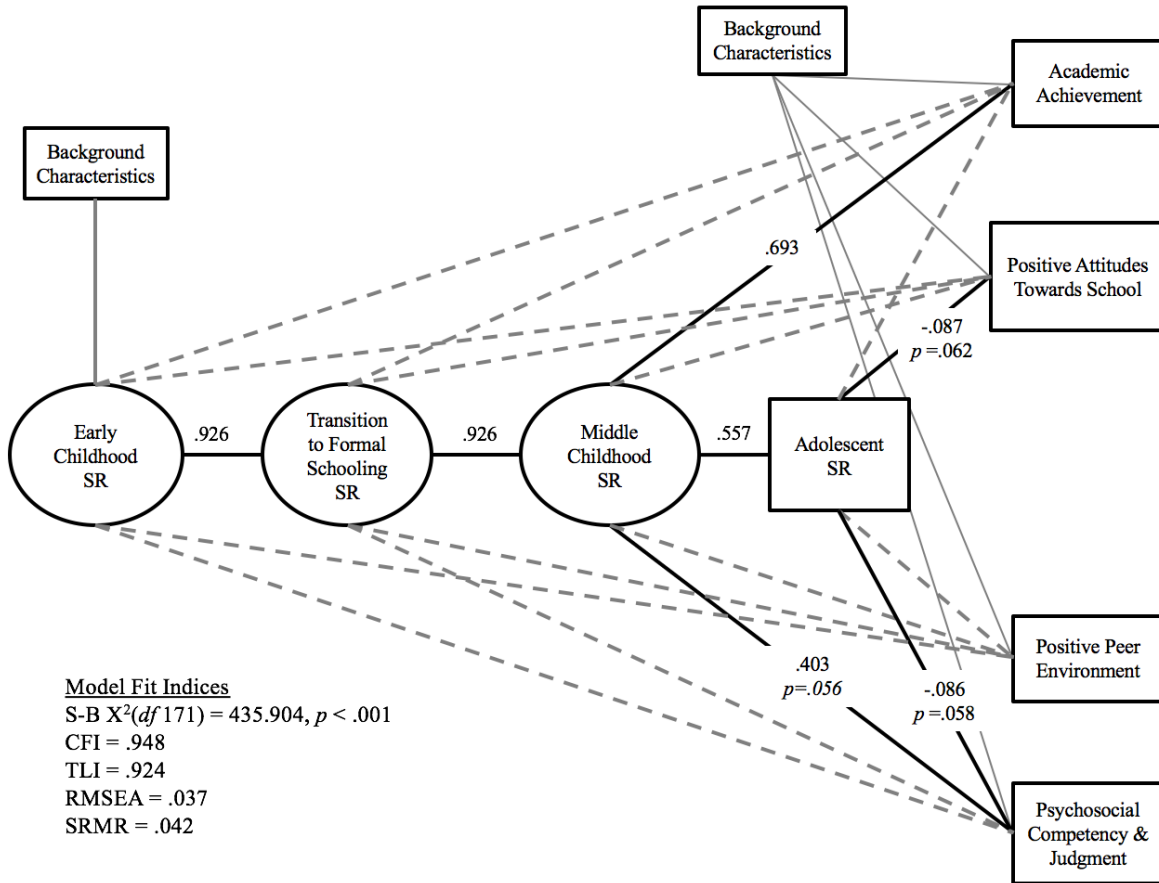 Background
Characteristics
Academic
Achievement
Background
Characteristics
Positive Attitudes
Towards School
.693
-.087
p =.062
Early
Childhood
SR
.926
Transition
to Formal
Schooling
SR
.926
Middle
Childhood
SR
.557
Adolescent
SR
Positive Peer
Environment
.403
p=.056
-.086
p =.058
Model Fit Indices
S-B X²(df 171) = 435.904, p < .001
CFI = .948
TLI = .924
RMSEA = .037
SRMR = .042
Psychosocial
Competency &
Judgment